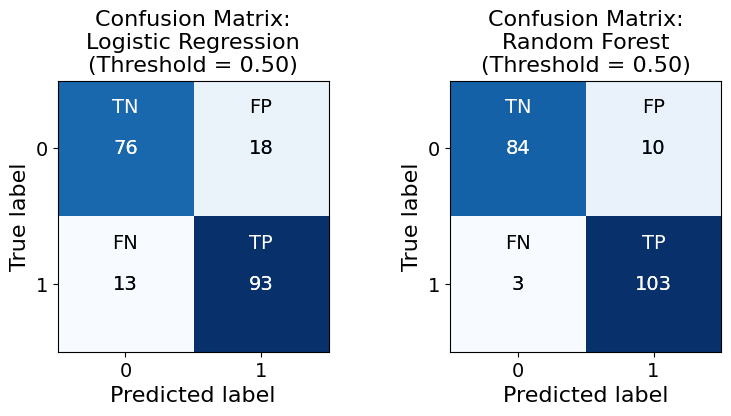 Confusion Matrix:
Logistic Regression
(Threshold = 0.50)
TN
FP
0
76
18
True label
FN
TP
1
13
93
0
1
Predicted label
Confusion Matrix:
Random Forest
(Threshold = 0.50)
TN
FP
0
84
10
True label
FN
TP
1
3
103
0
1
Predicted label